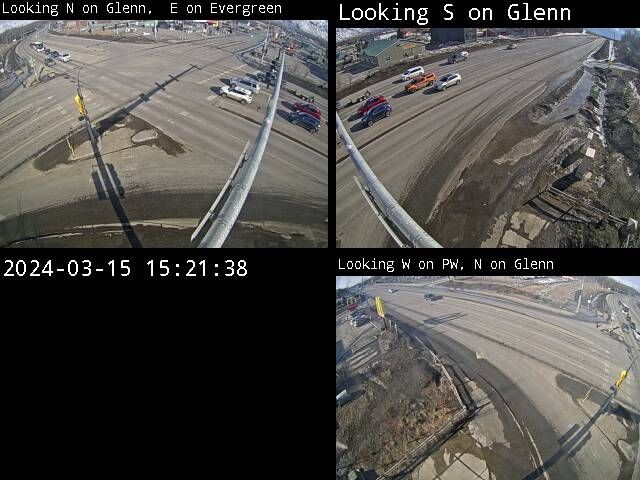 Looking N on Glenn,  E on Evergreen
Looking S on Glenn
2024-03-15 15:21:38
Looking W on PW, N on Glenn